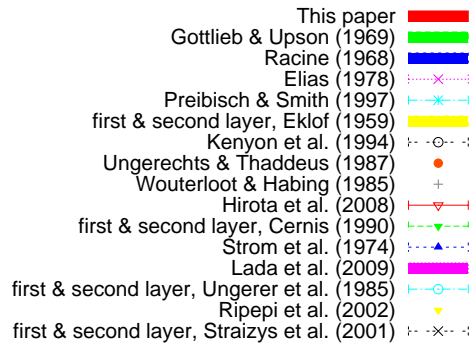 This paper
Gottlieb & Upson (1969)
Racine (1968)
Elias (1978)
Preibisch & Smith (1997)
first & second layer, Eklof (1959)
Kenyon et al. (1994)
Ungerechts & Thaddeus (1987)
Wouterloot & Habing (1985)
Hirota et al. (2008)
first & second layer, Cernis (1990)
Strom et al. (1974)
Lada et al. (2009)
first & second layer, Ungerer et al. (1985)
Ripepi et al. (2002)
first & second layer, Straizys et al. (2001)